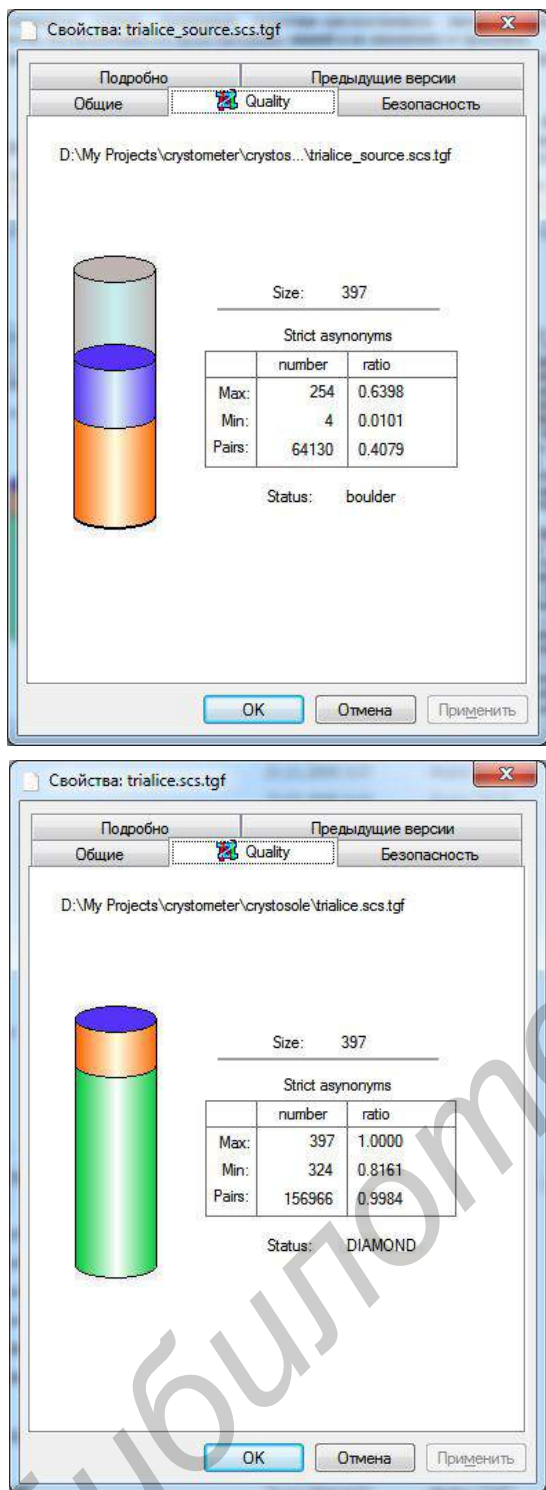 Свойства: trialice_source.scs.tgf
Подробно Предыдущие версии
Общие Quality Безопасность
D:\My Projects\crystometer\crystos...\trialice_source.scs.tgf
Size: 397
Strict asynonyms
number ratio
Max: 254 0.6398
Min: 4 0.0101
Pairs: 64130 0.4079
Status: boulder
OK Отмена Применить
Свойства: trialice.scs.tgf
Подробно Предыдущие версии
Общие Quality Безопасность
D:\My Projects\crystometer\crystosole\trialice.scs.tgf
Size: 397
Strict asynonyms
number ratio
Max: 397 1.0000
Min: 324 0.8161
Pairs: 156966 0.9984
Status: DIAMOND
OK Отмена Применить